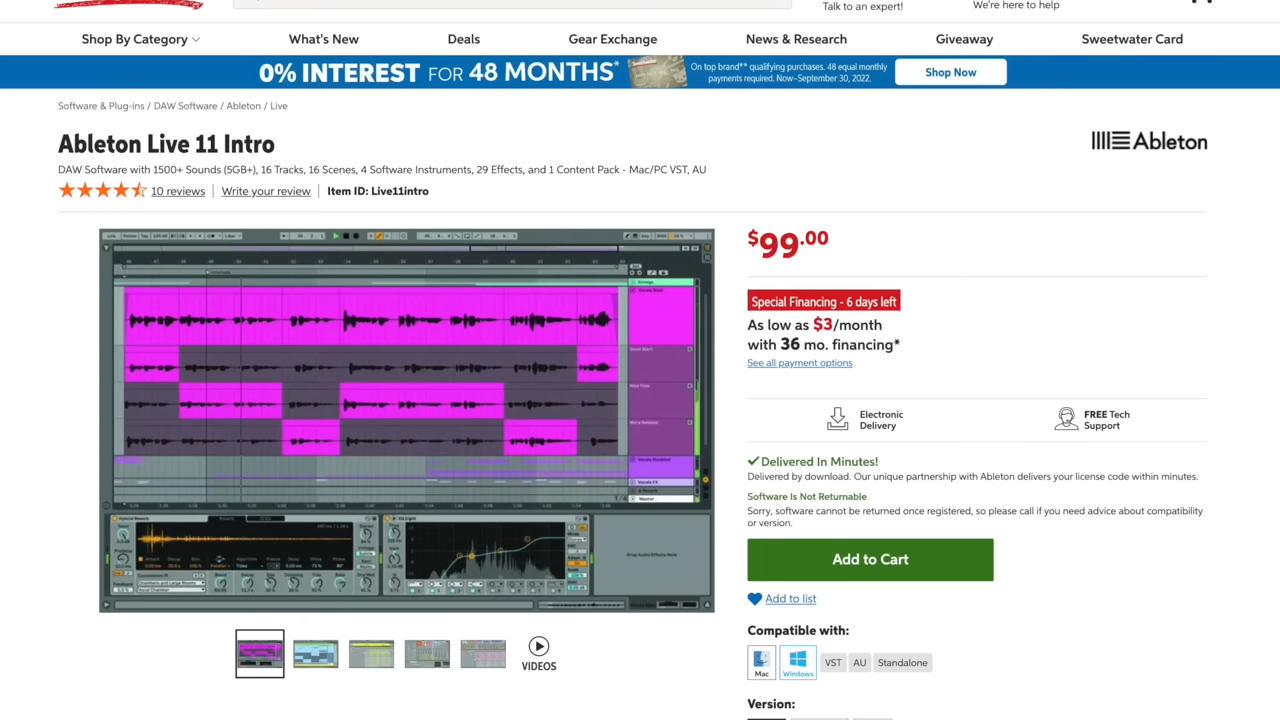 Talk to an expert!
We're here to help
Shop By Category
What's New
Deals
Gear Exchange
News & Research
Giveaway
Sweetwater Card
0% INTEREST FOR 48 MONTHS*
On top brand** qualifying purchases. 48 equal monthly
payments required. Now–September 30, 2022.
Shop Now
Software & Plug-ins / DAW Software / Ableton / Live
Ableton Live 11 Intro
Ableton
DAW Software with 1500+ Sounds (5GB+), 16 Tracks, 16 Scenes, 4 Software Instruments, 29 Effects, and 1 Content Pack - Mac/PC VST, AU
10 reviews
Write your review
Item ID: Live11intro
$99.00
Special Financing - 6 days left
As low as $3/month
with 36 mo. financing*
See all payment options
Electronic
Delivery
FREE Tech
Support
Delivered In Minutes!
Delivered by download. Our unique partnership with Ableton delivers your license code within minutes.
Software Is Not Returnable
Sorry, software cannot be returned once registered, so please call if you need advice about compatibility
or version.
Add to Cart
Add to list
Compatible with:
Mac
Windows
VST
AU
Standalone
Version:
Drop Audio Effects Here
VIDEOS